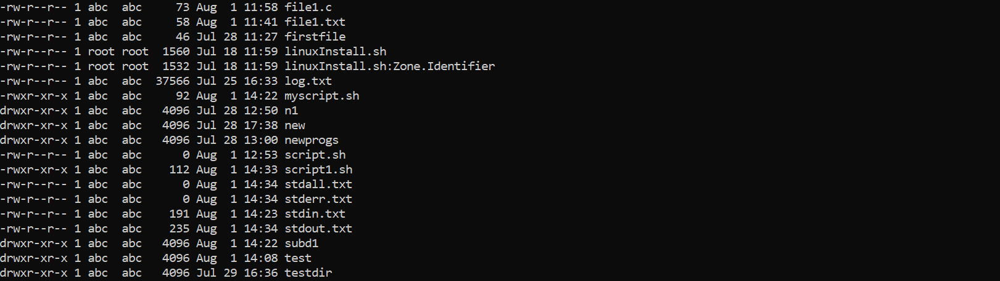 -rw-r--r-- 1 abc  abc     73 Aug  1 11:58 file1.c
-rw-r--r-- 1 abc  abc     58 Aug  1 11:41 file1.txt
-rw-r--r-- 1 abc  abc     46 Jul 28 11:27 firstfile
-rw-r--r-- 1 root root  1560 Jul 18 11:59 linuxInstall.sh
-rw-r--r-- 1 root root  1532 Jul 18 11:59 linuxInstall.sh:Zone.Identifier
-rw-r--r-- 1 abc  abc  37566 Jul 25 16:33 log.txt
-rwxr-xr-x 1 abc  abc     92 Aug  1 14:22 myscript.sh
drwxr-xr-x 1 abc  abc   4096 Jul 28 12:50 n1
drwxr-xr-x 1 abc  abc   4096 Jul 28 17:38 new
drwxr-xr-x 1 abc  abc   4096 Jul 28 13:00 newprogs
-rw-r--r-- 1 abc  abc      0 Aug  1 12:53 script.sh
-rwxr-xr-x 1 abc  abc    112 Aug  1 14:33 script1.sh
-rw-r--r-- 1 abc  abc      0 Aug  1 14:34 stdall.txt
-rw-r--r-- 1 abc  abc      0 Aug  1 14:34 stderr.txt
-rw-r--r-- 1 abc  abc    191 Aug  1 14:23 stdin.txt
-rw-r--r-- 1 abc  abc    235 Aug  1 14:34 stdout.txt
drwxr-xr-x 1 abc  abc   4096 Aug  1 14:22 subd1
drwxr-xr-x 1 abc  abc   4096 Aug  1 14:08 test
drwxr-xr-x 1 abc  abc   4096 Jul 29 16:36 testdir